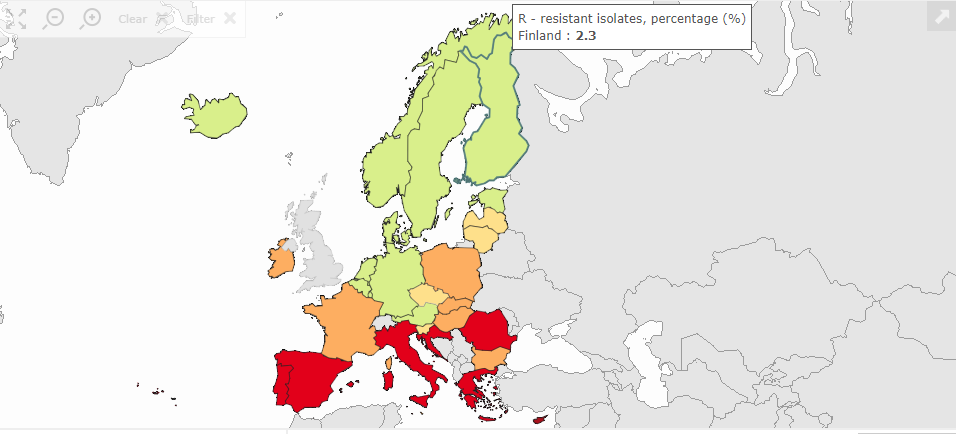 Clear
Filter
R - resistant isolates, percentage (%)
Finland : 2.3